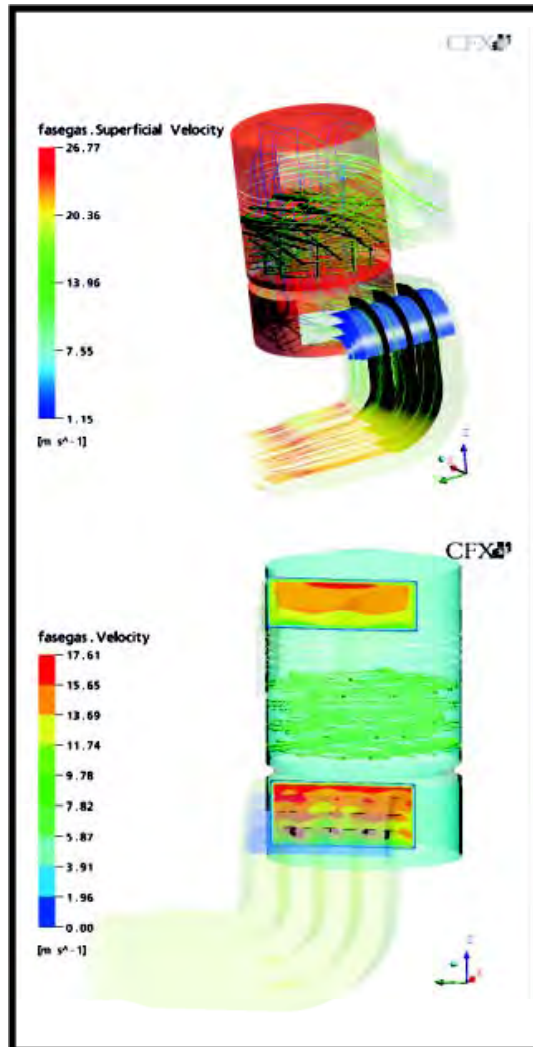 CFX
fasegas.Superficial Velocity
26.77
20.36
13.96
7.55
1.15
[m s^-1]
Z
CFX
fasegas.Velocity
17.61
15.65
13.69
11.74
9.78
7.82
5.87
3.91
1.96
0.00
[m s^-1]
Z